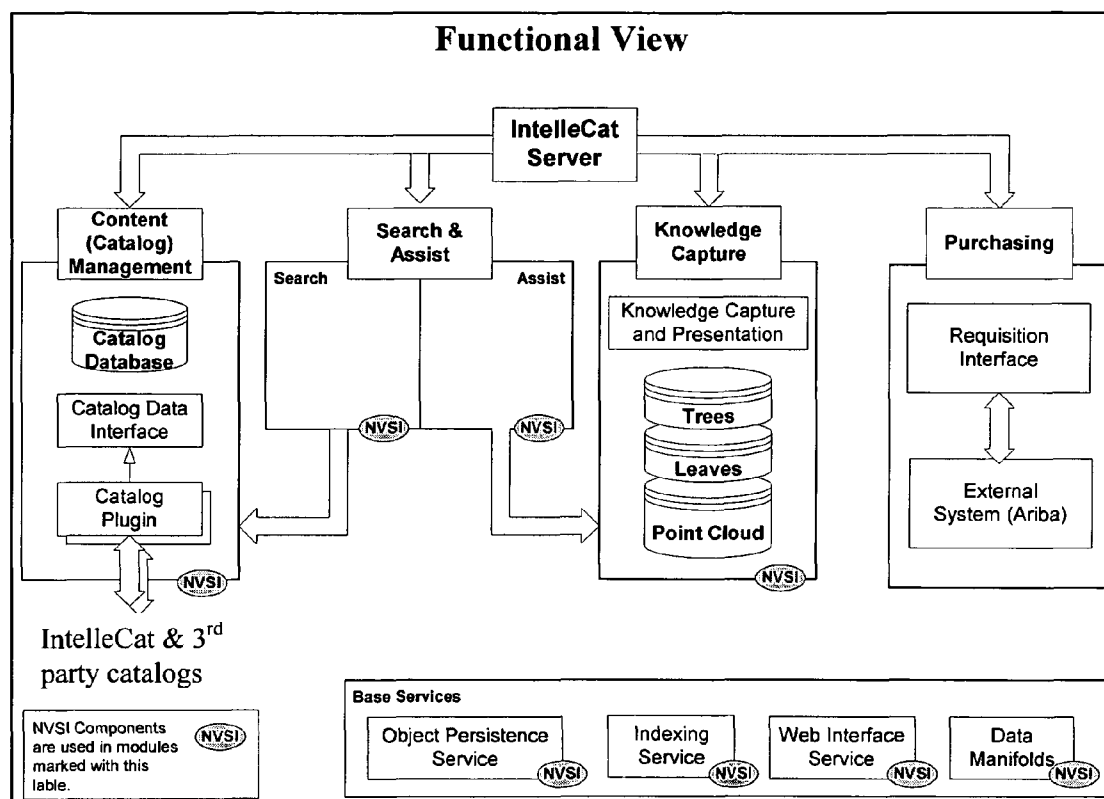 Functional View
IntelleCat
Server
Content
(Catalog)
Management
Search &
Assist
Knowledge
Capture
Purchasing
Catalog
Database
Catalog Data
Interface
Catalog
Plugin
NVSI
IntelleCat & 3rd
party catalogs
Search
Assist
NVSI
NVSI
Knowledge Capture
and Presentation
Trees
Leaves
Point Cloud
NVSI
Requisition
Interface
External
System (Ariba)
NVSI Components
are used in modules
marked with this
lable.
NVSI
Base Services
Object Persistence
Service
NVSI
Indexing
Service
NVSI
Web Interface
Service
NVSI
Data
Manifolds
NVSI